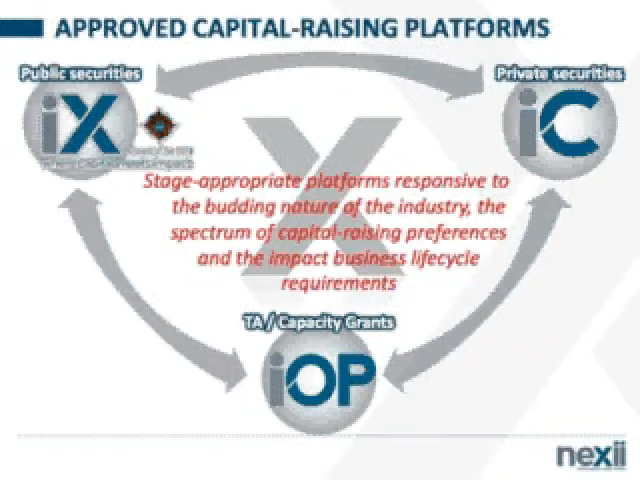 APPROVED CAPITAL-RAISING PLATFORMS
Public securities
Private securities
iX
iC
Stage-appropriate platforms responsive to
the budding nature of the industry, the
spectrum of capital-raising preferences
and the impact business lifecycle
requirements
TA / Capacity Grants
iOP
nexii